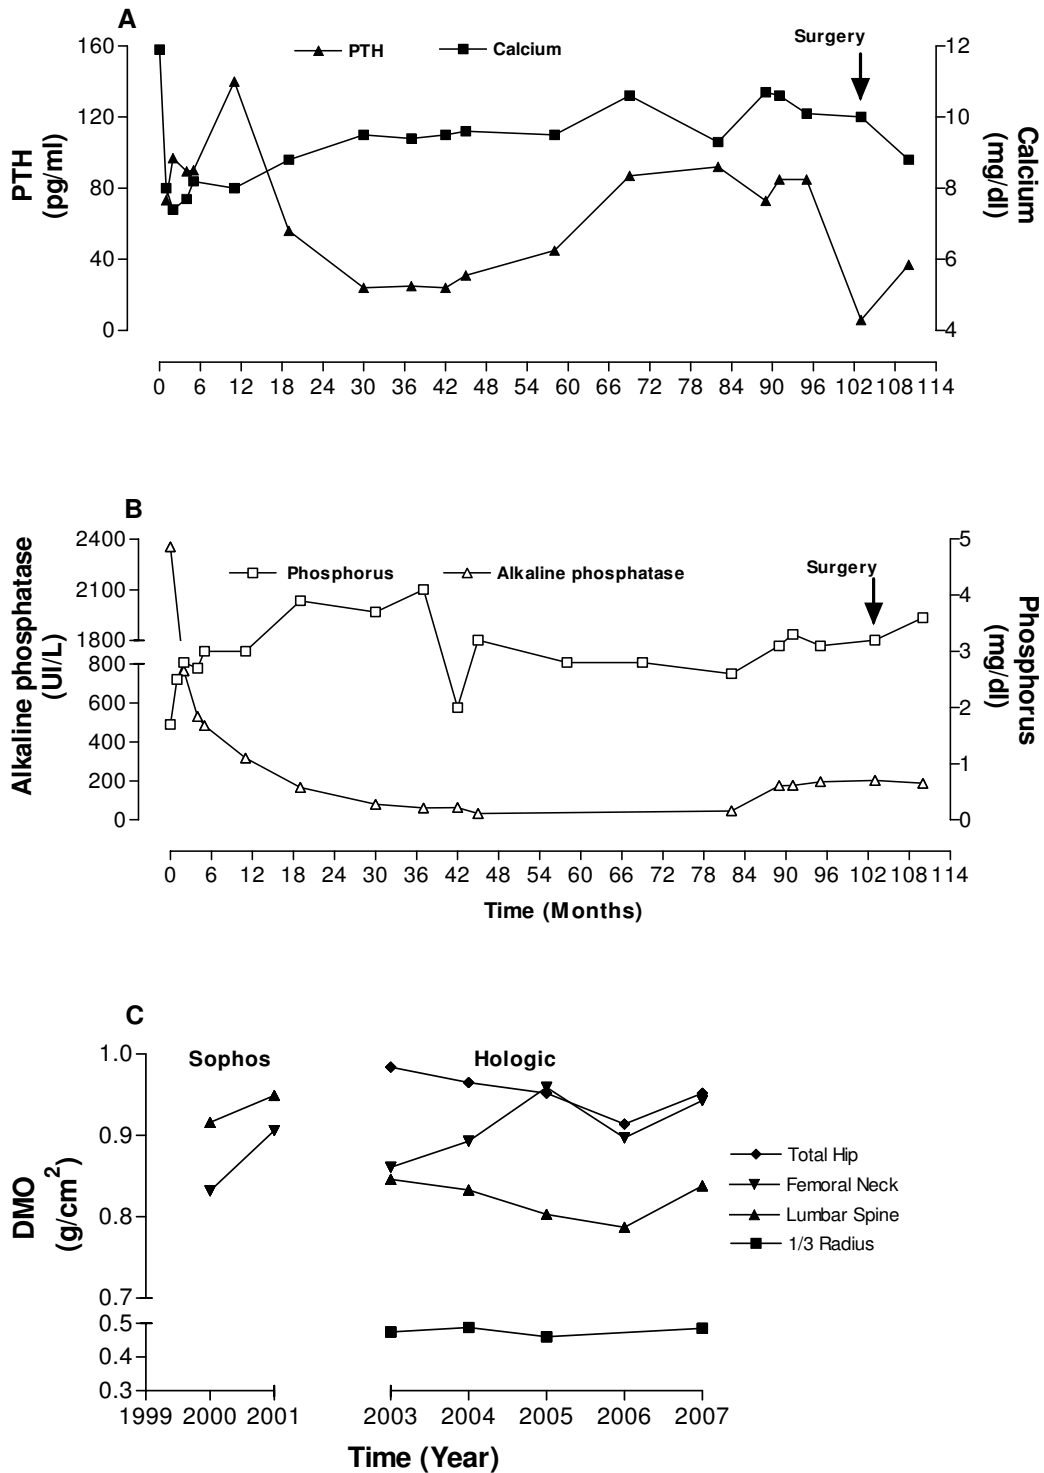 A
160
120
80
40
0
PTH
(pg/ml)
PTH
Calcium
Surgery
12
10
8
6
4
Calcium
(mg/dl)
0 6 12 18 24 30 36 42 48 54 60 66 72 78 84 90 96 102 108 114
B
2400
2100
1800
800
600
400
200
0
Alkaline phosphatase
(UI/L)
Phosphorus
Alkaline phosphatase
Surgery
5
4
3
2
1
0
Phosphorus
(mg/dl)
0 6 12 18 24 30 36 42 48 54 60 66 72 78 84 90 96 102 108 114
Time (Months)
C
1.0
0.9
0.8
0.7
0.5
0.4
0.3
DMO
(g/cm²)
Sophos
Hologic
Total Hip
Femoral Neck
Lumbar Spine
1/3 Radius
1999 2000 2001 2003 2004 2005 2006 2007
Time (Year)